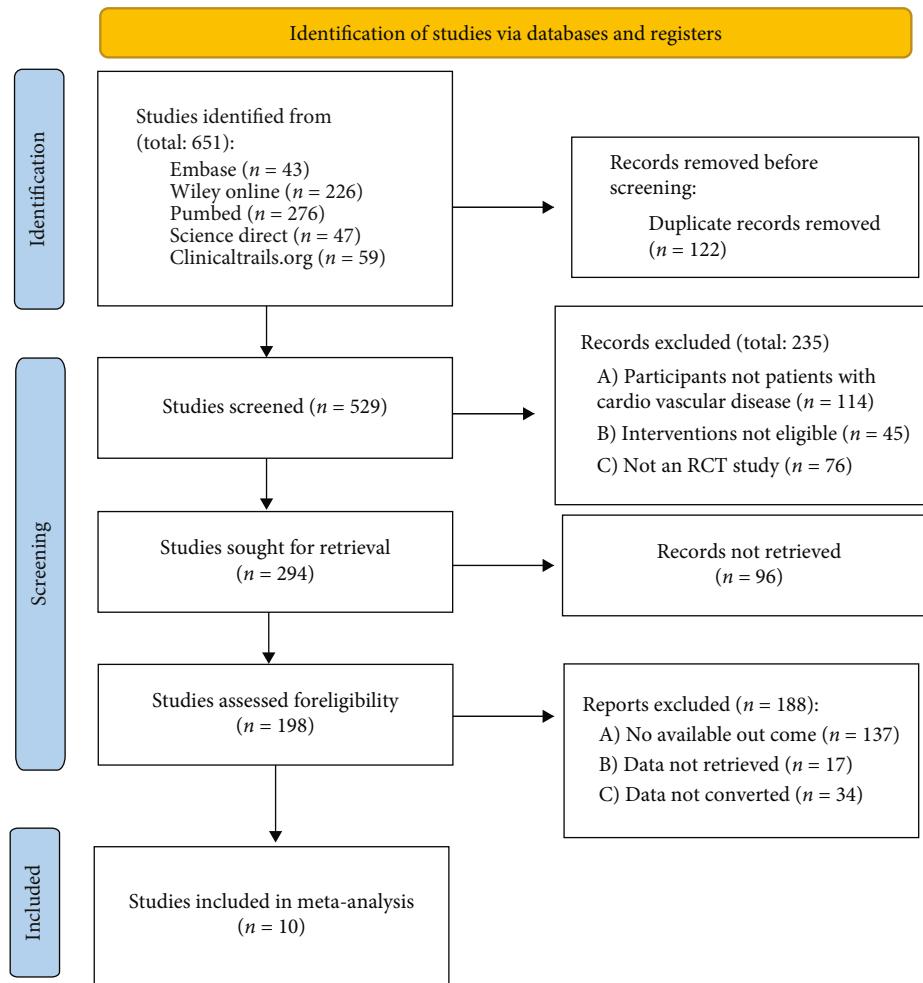 Identification of studies via databases and registers
Identification
Studies identified from
(total: 651):
Embase (n = 43)
Wiley online (n = 226)
Pumbed (n = 276)
Science direct (n = 47)
Clinicaltrails.org (n = 59)
Records removed before
screening:
Duplicate records removed
(n = 122)
Screening
Studies screened (n = 529)
Records excluded (total: 235)
A) Participants not patients with
cardio vascular disease (n = 114)
B) Interventions not eligible (n = 45)
C) Not an RCT study (n = 76)
Studies sought for retrieval
(n = 294)
Records not retrieved
(n = 96)
Studies assessed foreligibility
(n = 198)
Reports excluded (n = 188):
A) No available out come (n = 137)
B) Data not retrieved (n = 17)
C) Data not converted (n = 34)
Included
Studies included in meta-analysis
(n = 10)